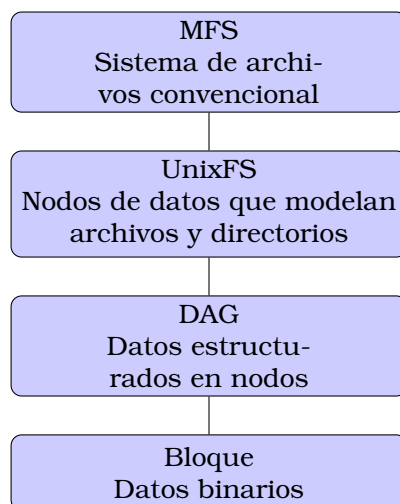 MFS
Sistema de archi-
vos convencional
UnixFS
Nodos de datos que modelan
archivos y directorios
DAG
Datos estructu-
rados en nodos
Bloque
Datos binarios